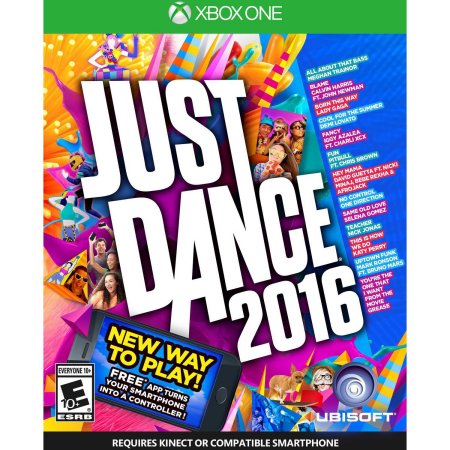 XBOX ONE
JUST
DANCE
2016
ALL ABOUT THAT BASS
MEGHAN TRAINOR
BLAME
CALVIN HARRIS
FT. JOHN NEWMAN
BORN THIS WAY
LADY GAGA
COOL FOR THE SUMMER
DEMI LOVATO
FANCY
IGGY AZALEA
FT. CHARLI XCX
FUN
PITBULL
FT. CHRIS BROWN
HEY MAMA
DAVID GUETTA FT. NICKI
MINAJ, BEBE REXHA &
AFROJACK
NO CONTROL
ONE DIRECTION
SAME OLD LOVE
SELENA GOMEZ
TEACHER
NICK JONAS
THIS IS HOW
WE DO
KATY PERRY
UPTOWN FUNK
MARK RONSON
FT. BRUNO MARS
YOU'RE THE
ONE THAT
I WANT
FROM THE
MOVIE
GREASE
NEW WAY
TO PLAY!
FREE* APP TURNS
YOUR SMARTPHONE
INTO A CONTROLLER!
EVERYONE 10+
E
10+
ESRB
UBISOFT
REQUIRES KINECT OR COMPATIBLE SMARTPHONE